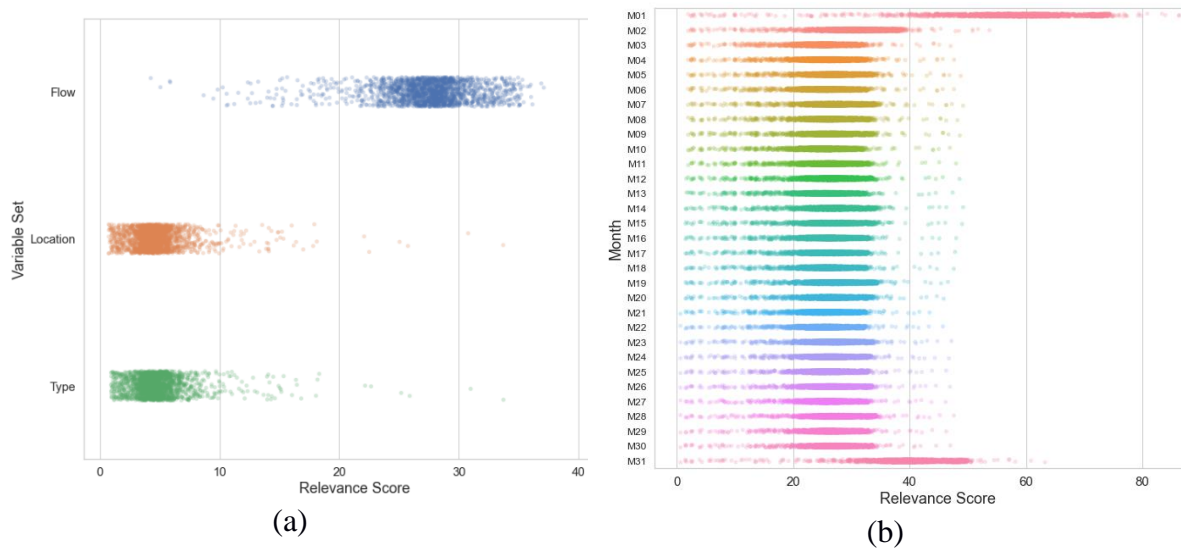 Variable Set
Flow
Location
Type
0 10 20 30 40
Relevance Score
(a)
Month
M01
M02
M03
M04
M05
M06
M07
M08
M09
M10
M11
M12
M13
M14
M15
M16
M17
M18
M19
M20
M21
M22
M23
M24
M25
M26
M27
M28
M29
M30
M31
0 20 40 60 80
Relevance Score
(b)